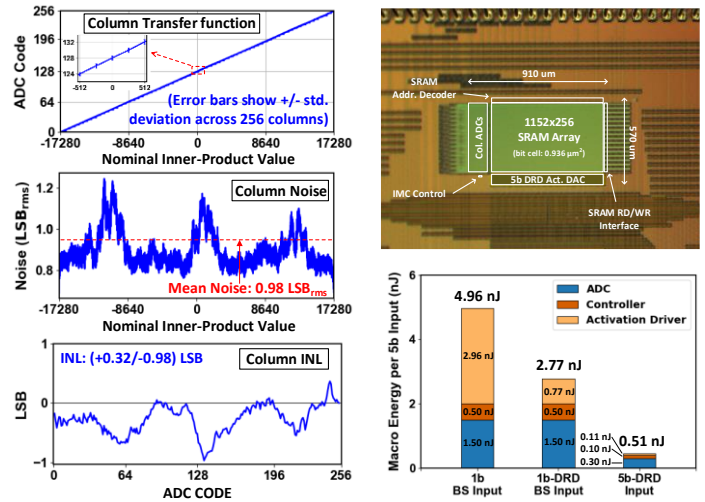 Column Transfer function
ADC Code
256
192
128
64
0
132
128
124
-512
0
512
(Error bars show +/- std.
deviation across 256 columns)
-17280
-8640
0
8640
17280
Nominal Inner-Product Value
Column Noise
Noise (LSBrms)
1.2
1.0
0.8
Mean Noise: 0.98 LSBrms
-17280
-8640
0
8640
17280
Nominal Inner-Product Value
INL: (+0.32/-0.98) LSB
Column INL
LSB
1
0
−1
0
64
128
196
256
ADC CODE
910 um
SRAM
Addr. Decoder
Col. ADCs
1152x256
SRAM Array
(bit cell: 0.936 µm²)
570 um
5b DRD Act. DAC
IMC Control
SRAM RD/WR
Interface
Macro Energy per 5b Input (nJ)
6
4
2
0
ADC
Controller
Activation Driver
4.96 nJ
2.96 nJ
0.50 nJ
1.50 nJ
2.77 nJ
0.77 nJ
0.50 nJ
1.50 nJ
0.51 nJ
0.11 nJ
0.10 nJ
0.30 nJ
1b
BS Input
1b-DRD
BS Input
5b-DRD
Input